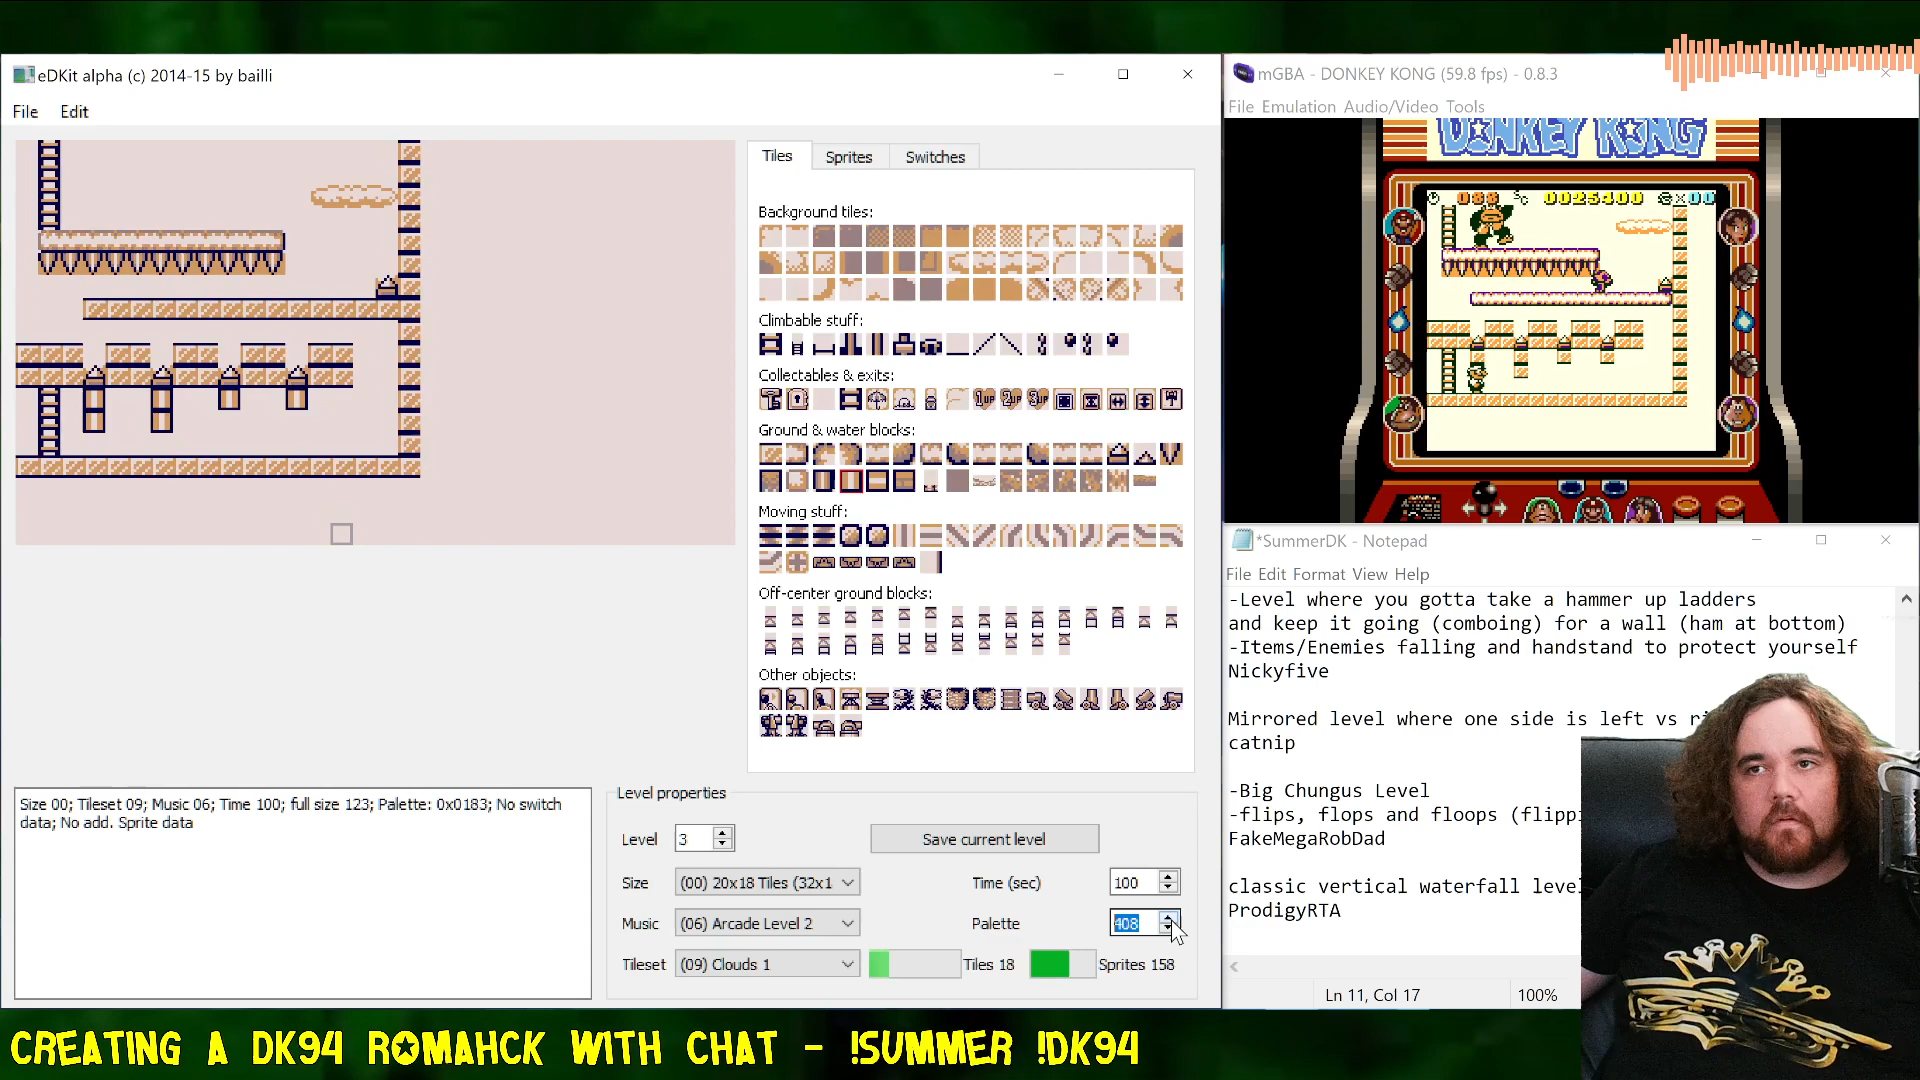 eDKit alpha (c) 2014-15 by bailli
File Edit
Tiles Sprites Switches
Background tiles:
Climbable stuff:
Collectables & exits:
1UP 2UP 3UP
Ground & water blocks:
Moving stuff:
Off-center ground blocks:
Other objects:
Size 00; Tileset 09; Music 06; Time 100; full size 123; Palette: 0x0183; No switch
data; No add. Sprite data
Level properties
Level 3 Save current level
Size (00) 20x18 Tiles (32x1 Time (sec) 100
Music (06) Arcade Level 2 Palette 408
Tileset (09) Clouds 1 Tiles 18 Sprites 158
mGBA - DONKEY KONG (59.8 fps) - 0.8.3
File Emulation Audio/Video Tools
DONKEY KONG
088 0025400 ×00
*SummerDK - Notepad
File Edit Format View Help
-Level where you gotta take a hammer up ladders
and keep it going (comboing) for a wall (ham at bottom)
-Items/Enemies falling and handstand to protect yourself
Nickyfive
Mirrored level where one side is left vs ri
catnip
-Big Chungus Level
-flips, flops and floops (flippi
FakeMegaRobDad
classic vertical waterfall level
ProdigyRTA
Ln 11, Col 17 100%
CREATING A DK94 ROMAHCK WITH CHAT - !SUMMER !DK94